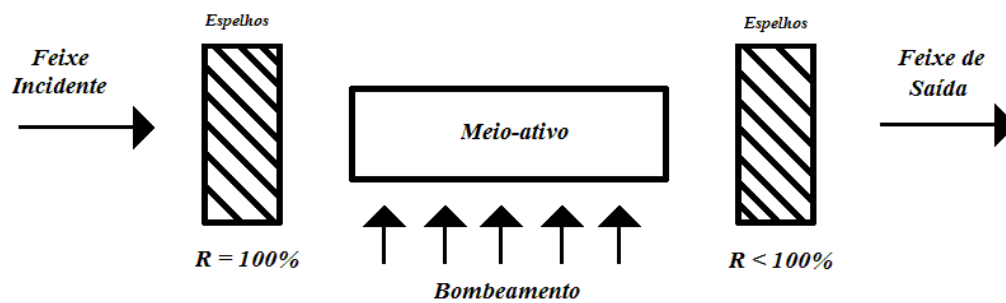 Espelhos
Espelhos
Feixe
Incidente
Feixe de
Saída
Meio-ativo
R = 100%
R < 100%
Bombeamento